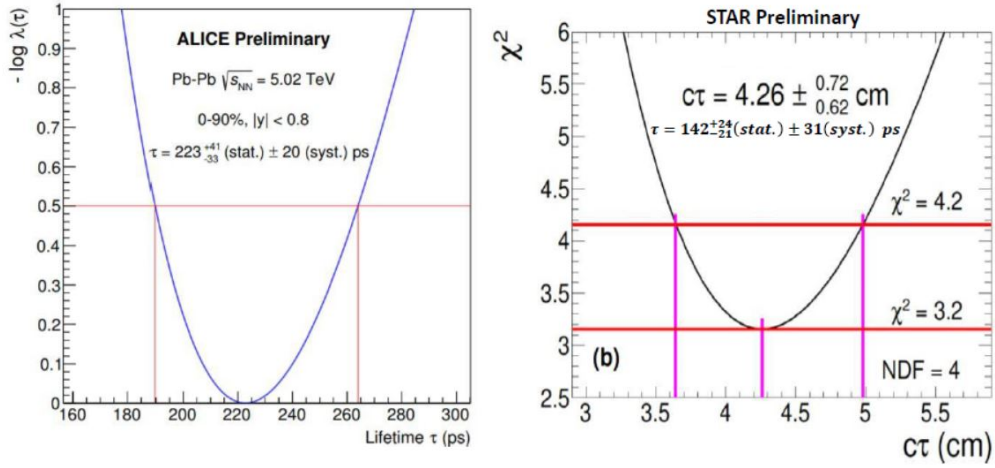 - log λ(τ)
1
0.9
0.8
0.7
0.6
0.5
0.4
0.3
0.2
0.1
0
ALICE Preliminary
Pb-Pb √s_NN = 5.02 TeV
0-90%, |y| < 0.8
τ = 223 +41 -33 (stat.) ± 20 (syst.) ps
160 180 200 220 240 260 280 300
Lifetime τ (ps)
STAR Preliminary
χ²
6
5.5
5
4.5
4
3.5
3
2.5
cτ = 4.26 ± 0.72 0.62 cm
τ = 142 +24 −21 (stat.) ± 31(syst.) ps
χ² = 4.2
χ² = 3.2
(b)
NDF = 4
3 3.5 4 4.5 5 5.5
cτ (cm)